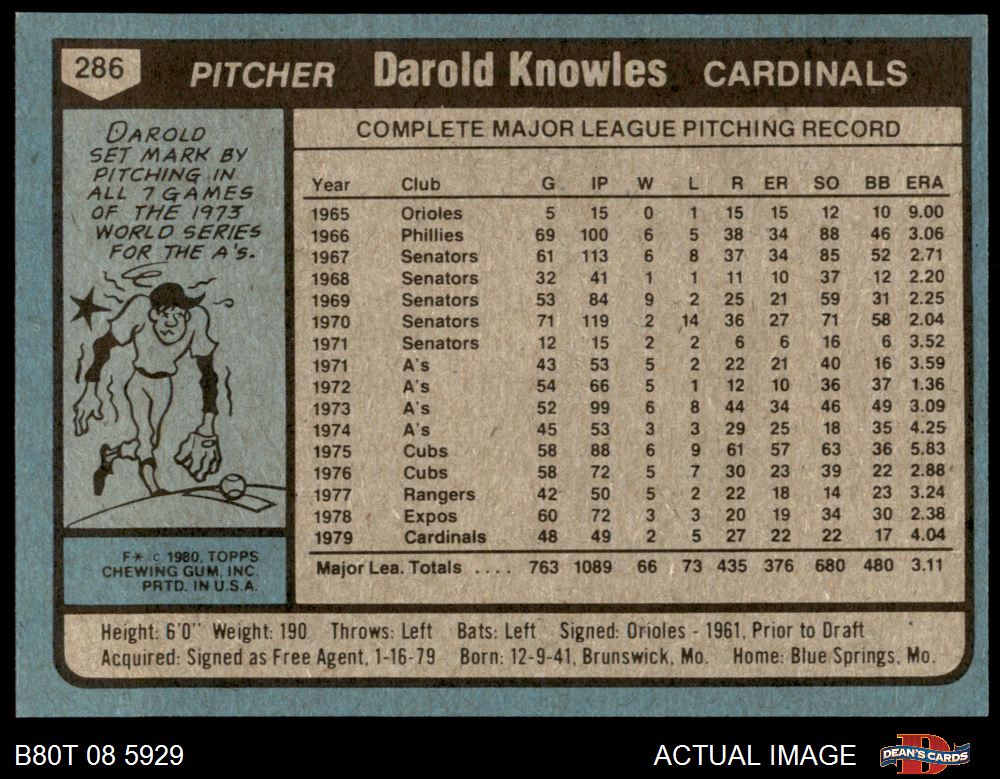 286 PITCHER Darold Knowles CARDINALS
DAROLD
SET MARK BY
PITCHING IN
ALL 7 GAMES
OF THE 1973
WORLD SERIES
FOR THE A's.
F* © 1980, TOPPS
CHEWING GUM, INC.
PRTD. IN U.S.A.
COMPLETE MAJOR LEAGUE PITCHING RECORD
Year Club G IP W L R ER SO BB ERA
1965 Orioles 5 15 0 1 15 15 12 10 9.00
1966 Phillies 69 100 6 5 38 34 88 46 3.06
1967 Senators 61 113 6 8 37 34 85 52 2.71
1968 Senators 32 41 1 1 11 10 37 12 2.20
1969 Senators 53 84 9 2 25 21 59 31 2.25
1970 Senators 71 119 2 14 36 27 71 58 2.04
1971 Senators 12 15 2 2 6 6 16 6 3.52
1971 A's 43 53 5 2 22 21 40 16 3.59
1972 A's 54 66 5 1 12 10 36 37 1.36
1973 A's 52 99 6 8 44 34 46 49 3.09
1974 A's 45 53 3 3 29 25 18 35 4.25
1975 Cubs 58 88 6 9 61 57 63 36 5.83
1976 Cubs 58 72 5 7 30 23 39 22 2.88
1977 Rangers 42 50 5 2 22 18 14 23 3.24
1978 Expos 60 72 3 3 20 19 34 30 2.38
1979 Cardinals 48 49 2 5 27 22 22 17 4.04
Major Lea. Totals .... 763 1089 66 73 435 376 680 480 3.11
Height: 6'0" Weight: 190 Throws: Left Bats: Left Signed: Orioles - 1961, Prior to Draft
Acquired: Signed as Free Agent, 1-16-79 Born: 12-9-41, Brunswick, Mo. Home: Blue Springs, Mo.
B80T 08 5929 ACTUAL IMAGE DEAN'S CARDS